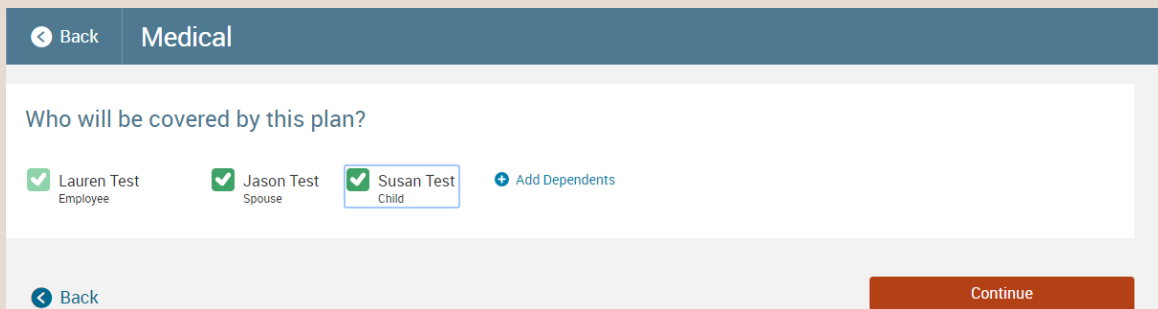 Back Medical
Who will be covered by this plan?
Lauren Test Jason Test Susan Test Add Dependents
Employee Spouse Child
Back Continue